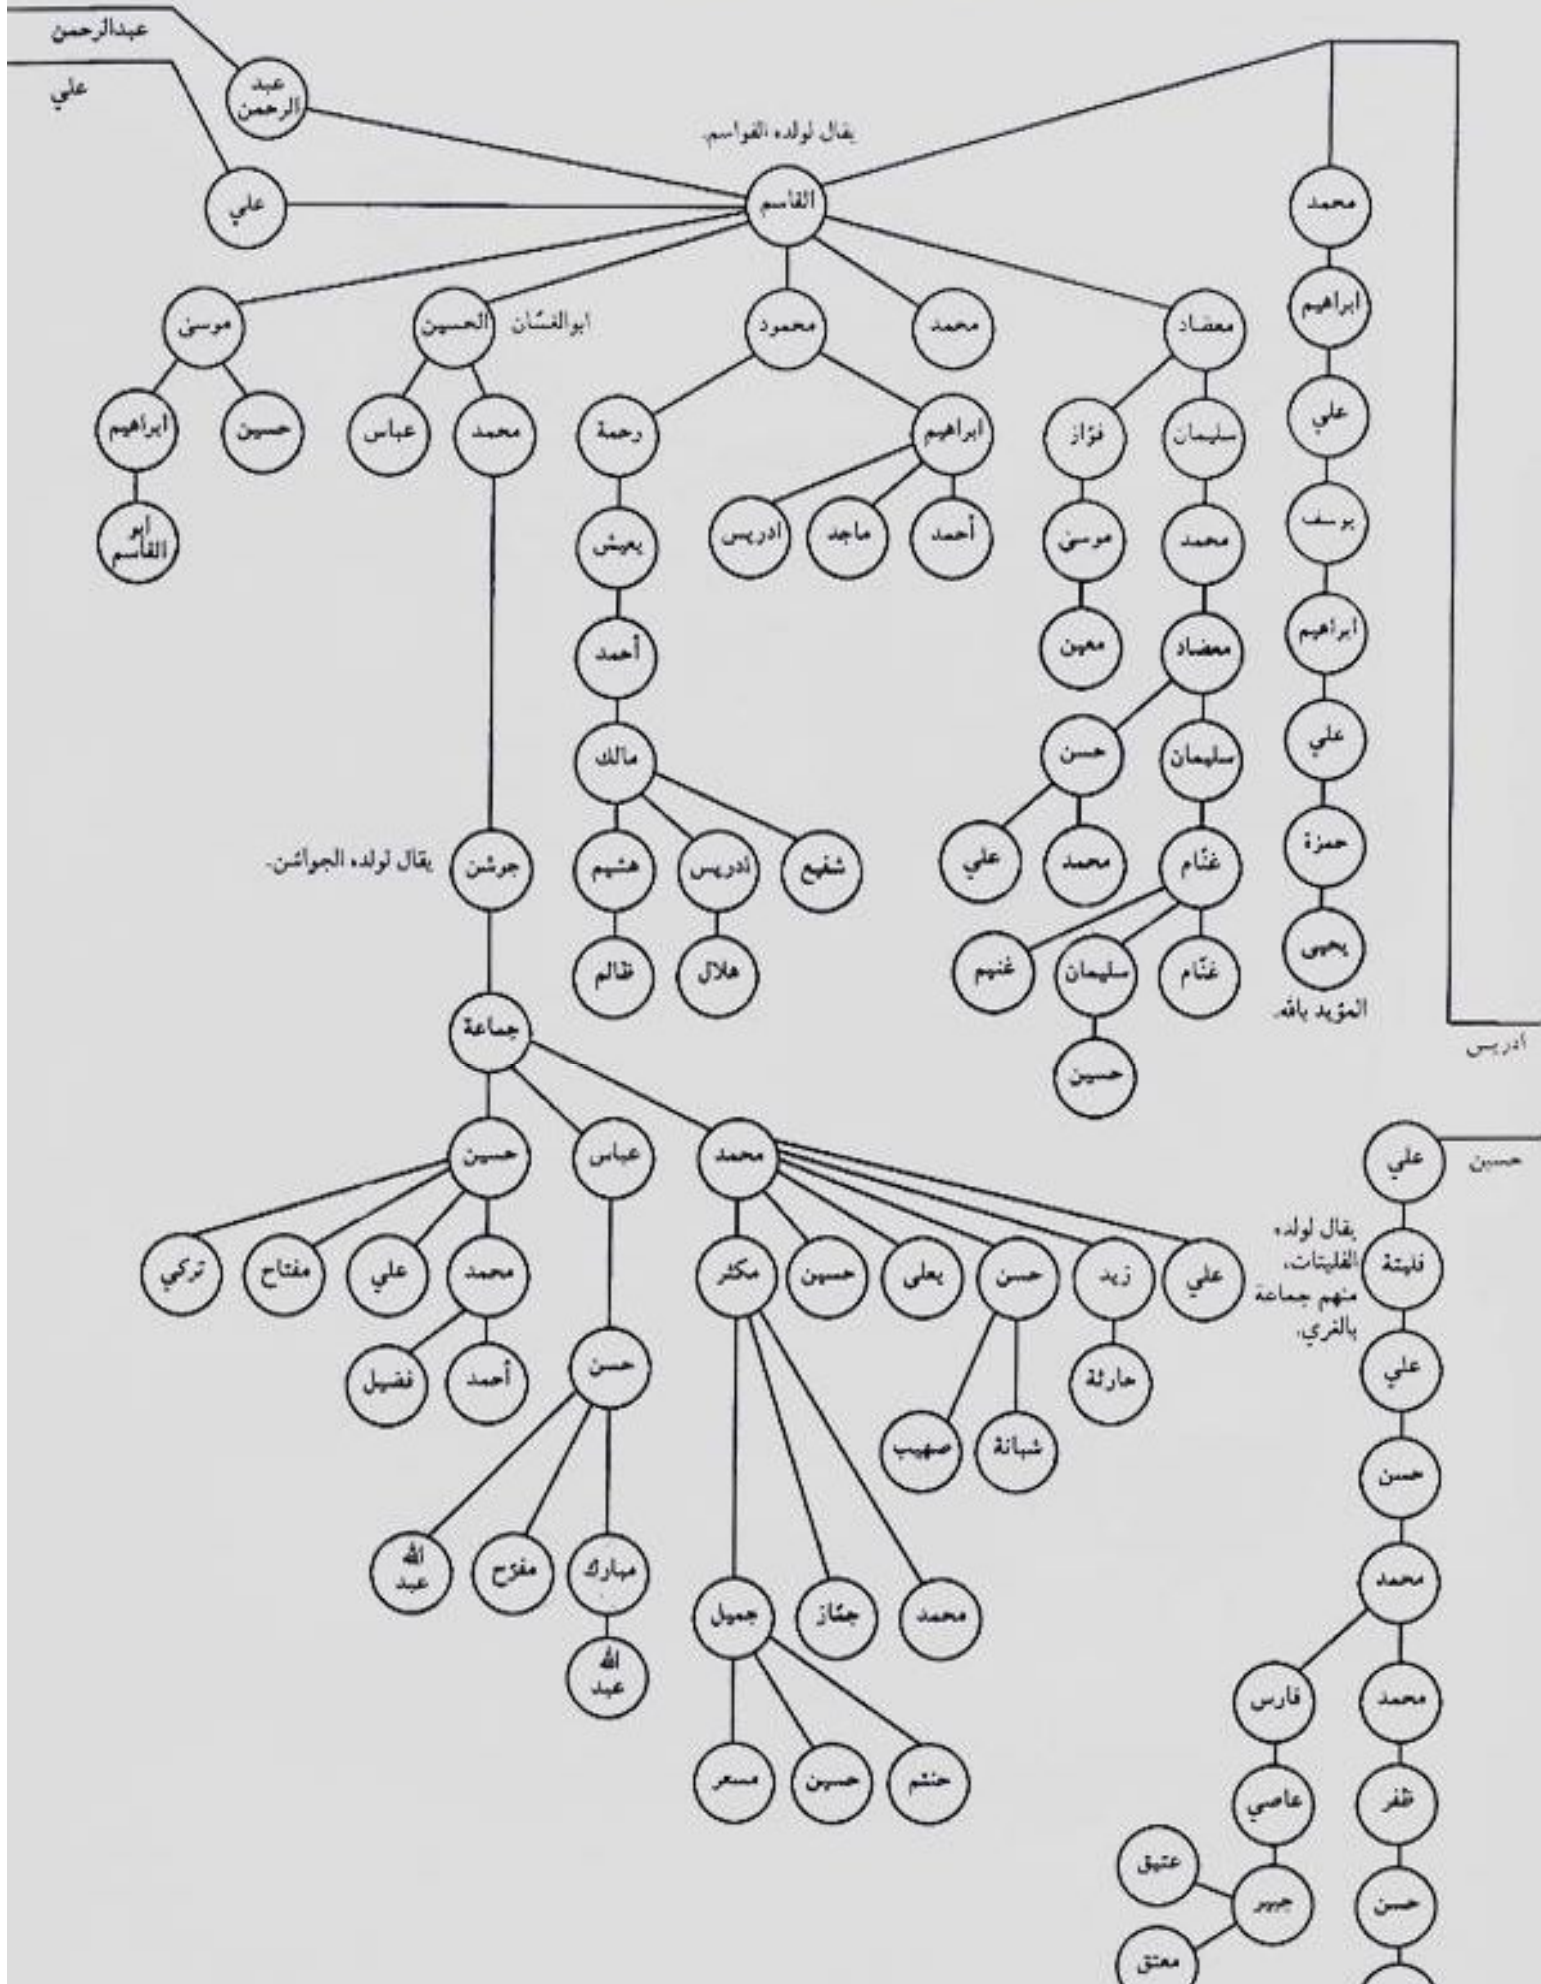 عبدالرحمن
علي
عبد
الرحمن
يقال لولده القواسم.
علي
القاسم
محمد
ابراهيم
موسى
الحسين
ابوالغسّان
محمود
محمد
معضاد
علي
ابراهيم
حسين
عباس
محمد
رحمة
ابراهيم
فوّاز
سليمان
يوسف
أبو
القاسم
يعيش
ادريس
ماجد
أحمد
موسى
محمد
ابراهيم
أحمد
معين
معضاد
علي
مالك
حسن
سليمان
حمزة
يقال لولده الجواشن.
جوشن
هشيم
ادريس
شفيع
علي
محمد
غنّام
يحيى
المؤيد بالله.
ظالم
هلال
غنيم
سليمان
غنّام
ادريس
جماعة
حسين
حسين
عباس
محمد
علي
حسين
يقال لولده
الفليتات،
منهم جماعة
بالغري.
فليتة
تركي
مفتاح
علي
محمد
مكثر
حسين
يعلى
حسن
زيد
علي
فضيل
أحمد
حسن
حارثة
علي
صهيب
شبانة
حسن
الله
عبد
مفرّح
مبارك
جميل
جمّاز
محمد
محمد
الله
عبد
فارس
محمد
مسعر
حسين
حنتم
عاصي
ظفر
عتيق
جبير
حسن
معتق